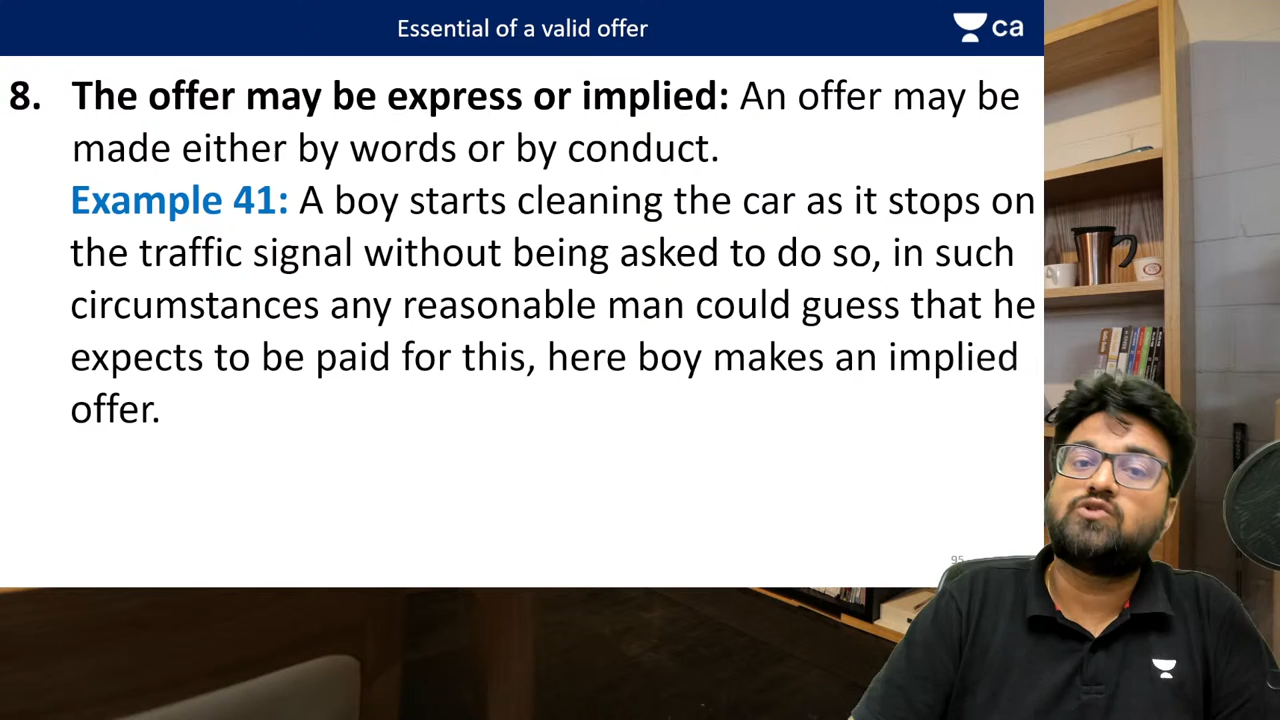 Essential of a valid offer
ca
8. The offer may be express or implied: An offer may be
made either by words or by conduct.
Example 41: A boy starts cleaning the car as it stops on
the traffic signal without being asked to do so, in such
circumstances any reasonable man could guess that he
expects to be paid for this, here boy makes an implied
offer.
95